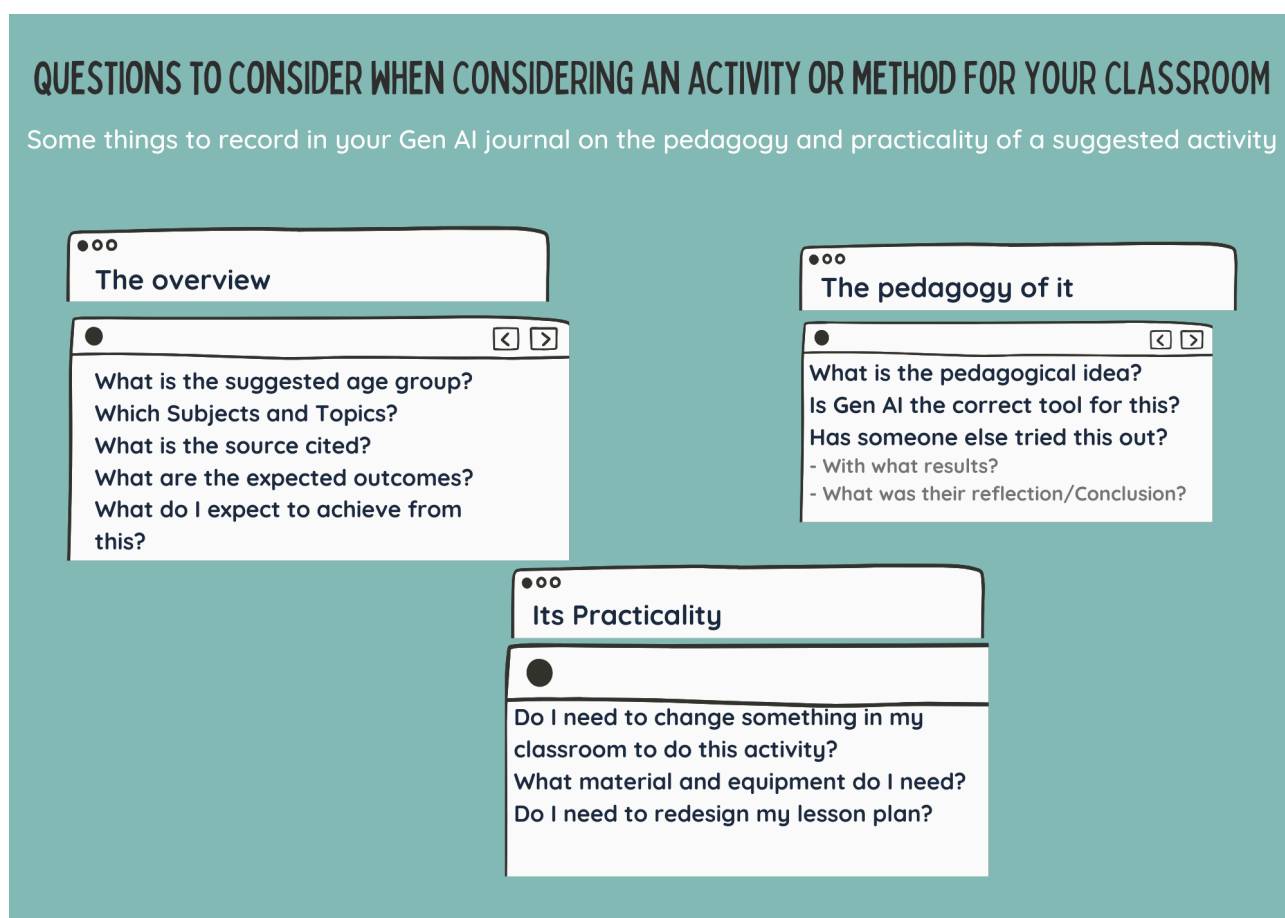 QUESTIONS TO CONSIDER WHEN CONSIDERING AN ACTIVITY OR METHOD FOR YOUR CLASSROOM
Some things to record in your Gen AI journal on the pedagogy and practicality of a suggested activity
The overview
What is the suggested age group?
Which Subjects and Topics?
What is the source cited?
What are the expected outcomes?
What do I expect to achieve from
this?
The pedagogy of it
What is the pedagogical idea?
Is Gen AI the correct tool for this?
Has someone else tried this out?
- With what results?
- What was their reflection/Conclusion?
Its Practicality
Do I need to change something in my
classroom to do this activity?
What material and equipment do I need?
Do I need to redesign my lesson plan?